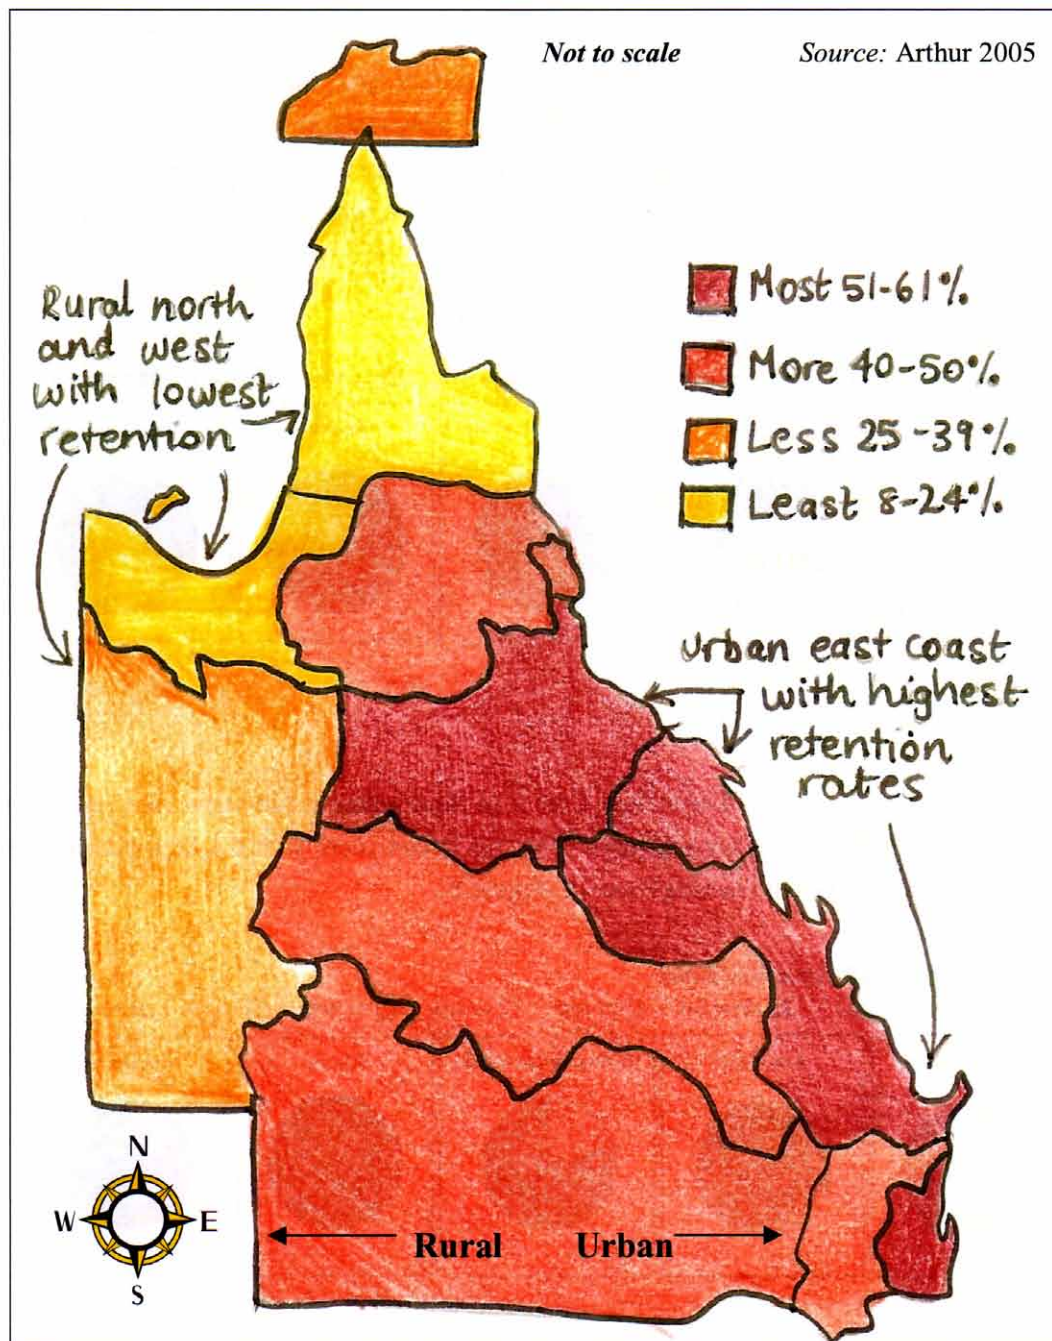 Not to scale
Source: Arthur 2005
Rural north
and west
with lowest
retention
Most 51-61%
More 40-50%
Less 25-39%
Least 8-24%
Urban east coast
with highest
retention
rates
N
W
E
S
Rural
Urban